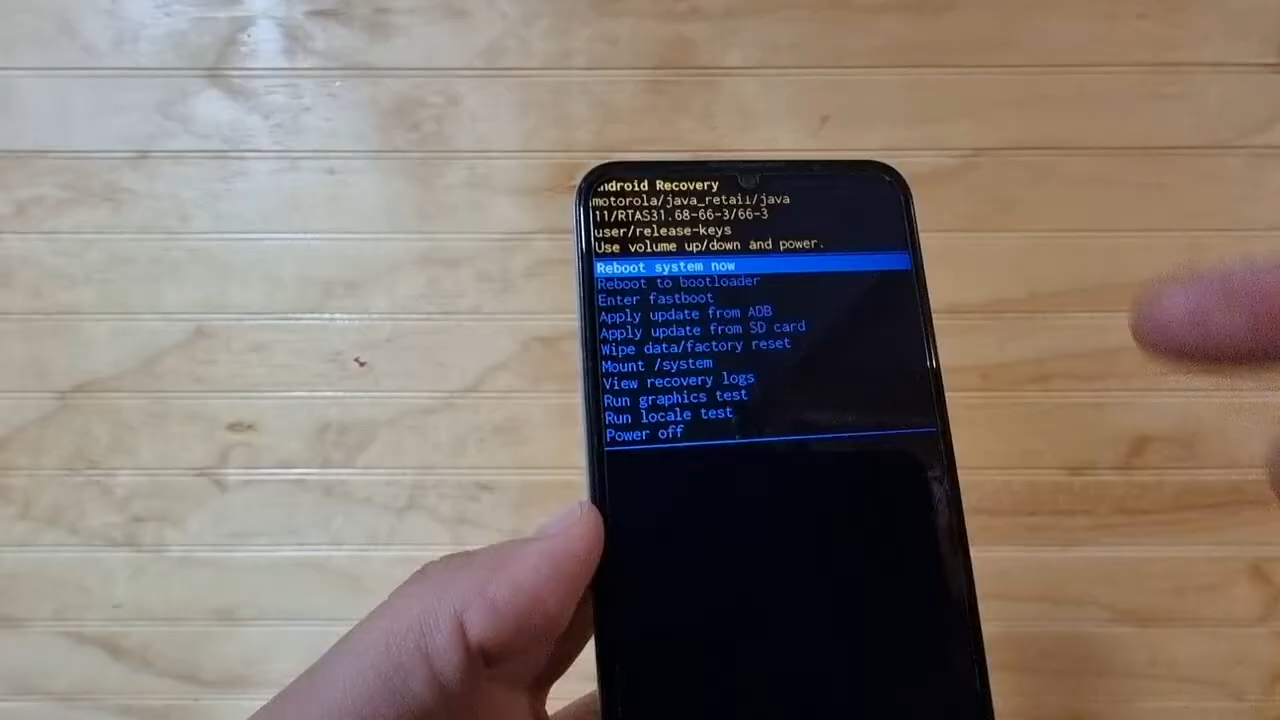 Android Recovery
motorola/java_retail/java
11/RTAS31.68-66-3/66-3
user/release-keys
Use volume up/down and power.
Reboot system now
Reboot to bootloader
Enter fastboot
Apply update from ADB
Apply update from SD card
Wipe data/factory reset
Mount /system
View recovery logs
Run graphics test
Run locale test
Power off